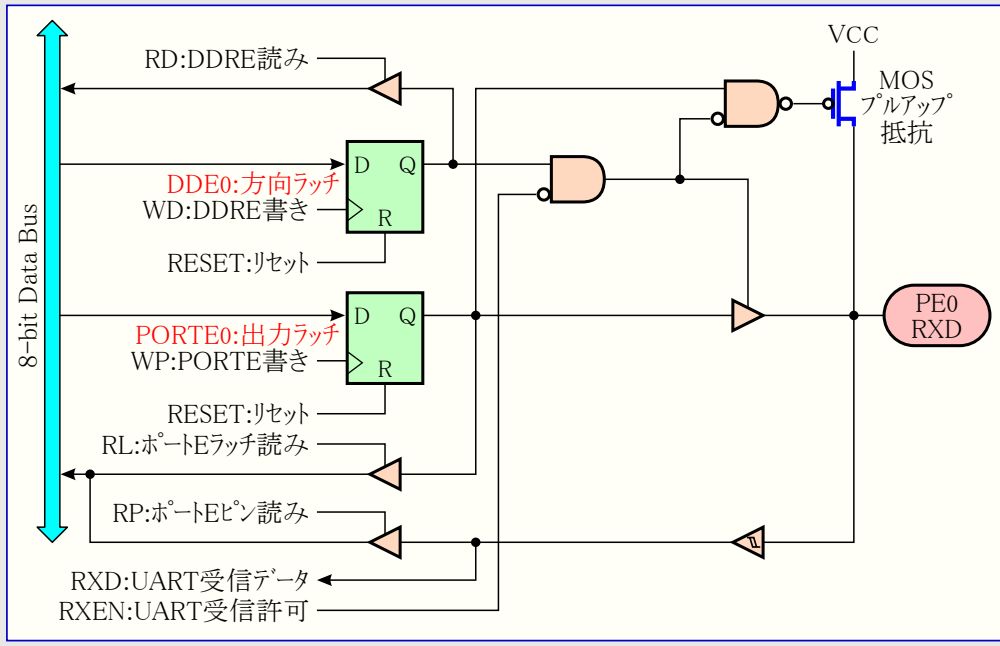 VCC
RD:DDRE読み
MOS
プルアップ
抵抗
D Q
DDE0:方向ラッチ
WD:DDRE書き
R
RESET:リセット
8-bit Data Bus
PE0
RXD
D Q
PORTE0:出力ラッチ
WP:PORTE書き
R
RESET:リセット
RL:ポートEラッチ読み
RP:ポートEピン読み
RXD:UART受信データ
RXEN:UART受信許可